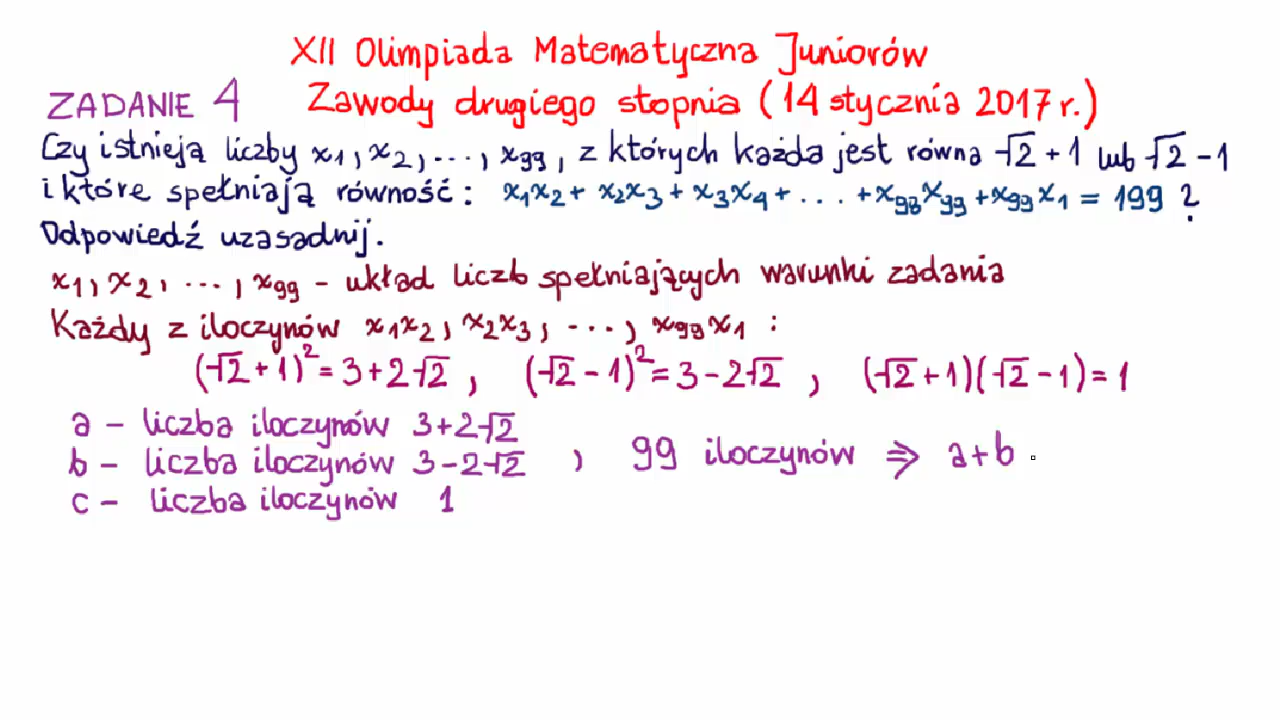 XII Olimpiada Matematyczna Juniorów
ZADANIE 4 Zawody drugiego stopnia (14 stycznia 2017 r.)
Czy istnieją liczby x₁, x₂, ..., x₉₉, z których każda jest równa √2 + 1 lub √2 - 1
i które spełniają równość: x₁x₂ + x₂x₃ + x₃x₄ + ... + x₉₈x₉₉ + x₉₉x₁ = 199 ?
Odpowiedź uzasadnij.
x₁, x₂, ..., x₉₉ - układ liczb spełniających warunki zadania
Każdy z iloczynów x₁x₂, x₂x₃, ..., x₉₉x₁ :
(√2 + 1)² = 3 + 2√2 , (√2 - 1)² = 3 - 2√2 , (√2 + 1)(√2 - 1) = 1
a - liczba iloczynów 3 + 2√2
b - liczba iloczynów 3 - 2√2 , 99 iloczynów ⇒ a + b
c - liczba iloczynów 1